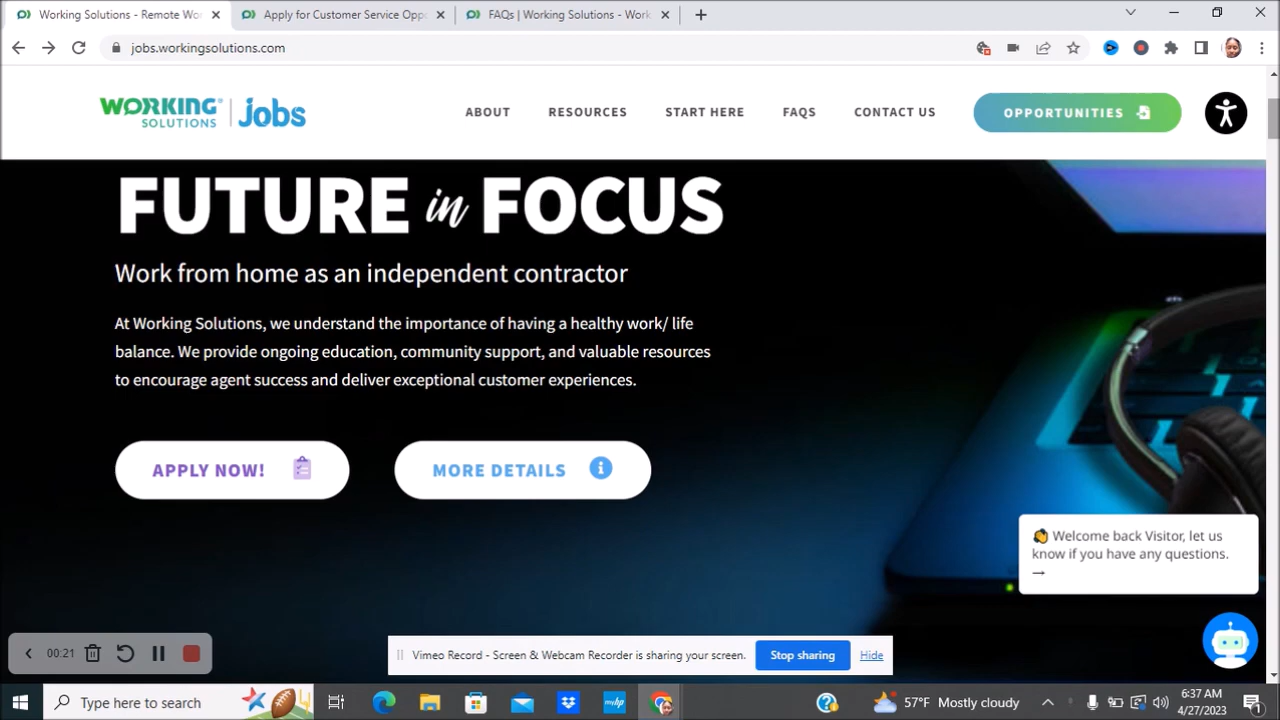 Working Solutions - Remote Wor
Apply for Customer Service Oppo
FAQs | Working Solutions - Work
jobs.workingsolutions.com
WORKING SOLUTIONS | jobs
ABOUT
RESOURCES
START HERE
FAQS
CONTACT US
OPPORTUNITIES
FUTURE in FOCUS
Work from home as an independent contractor
At Working Solutions, we understand the importance of having a healthy work/ life
balance. We provide ongoing education, community support, and valuable resources
to encourage agent success and deliver exceptional customer experiences.
APPLY NOW!
MORE DETAILS
Welcome back Visitor, let us
know if you have any questions.
→
00:21
Vimeo Record - Screen & Webcam Recorder is sharing your screen.
Stop sharing
Hide
Type here to search
57°F Mostly cloudy
6:37 AM
4/27/2023